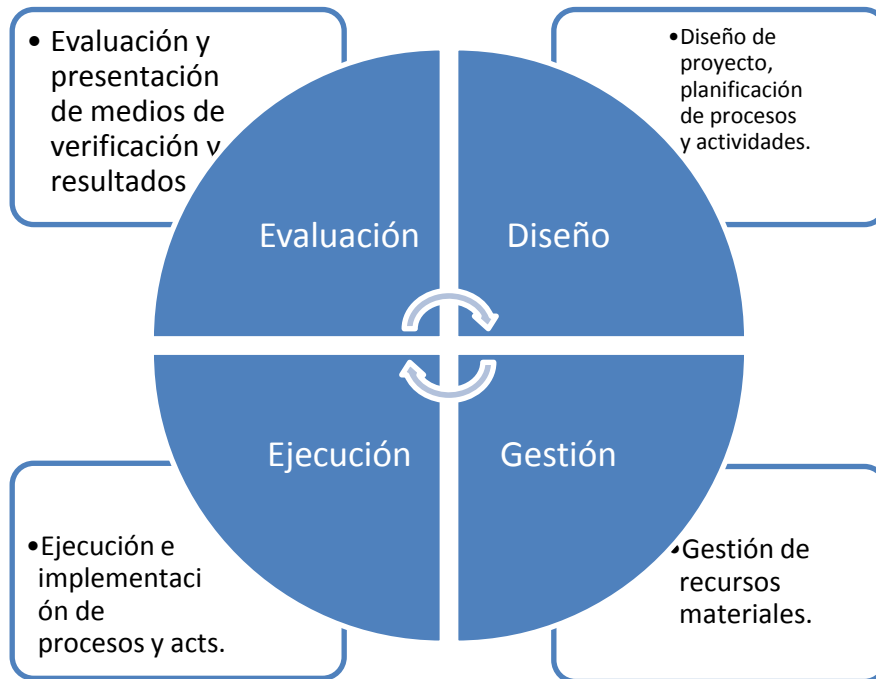 • Evaluación y
presentación
de medios de
verificación y
resultados
•Diseño de
proyecto,
planificación
de procesos
y actividades.
Evaluación
Diseño
Ejecución
Gestión
•Ejecución e
implementaci
ón de
procesos y acts.
•Gestión de
recursos
materiales.